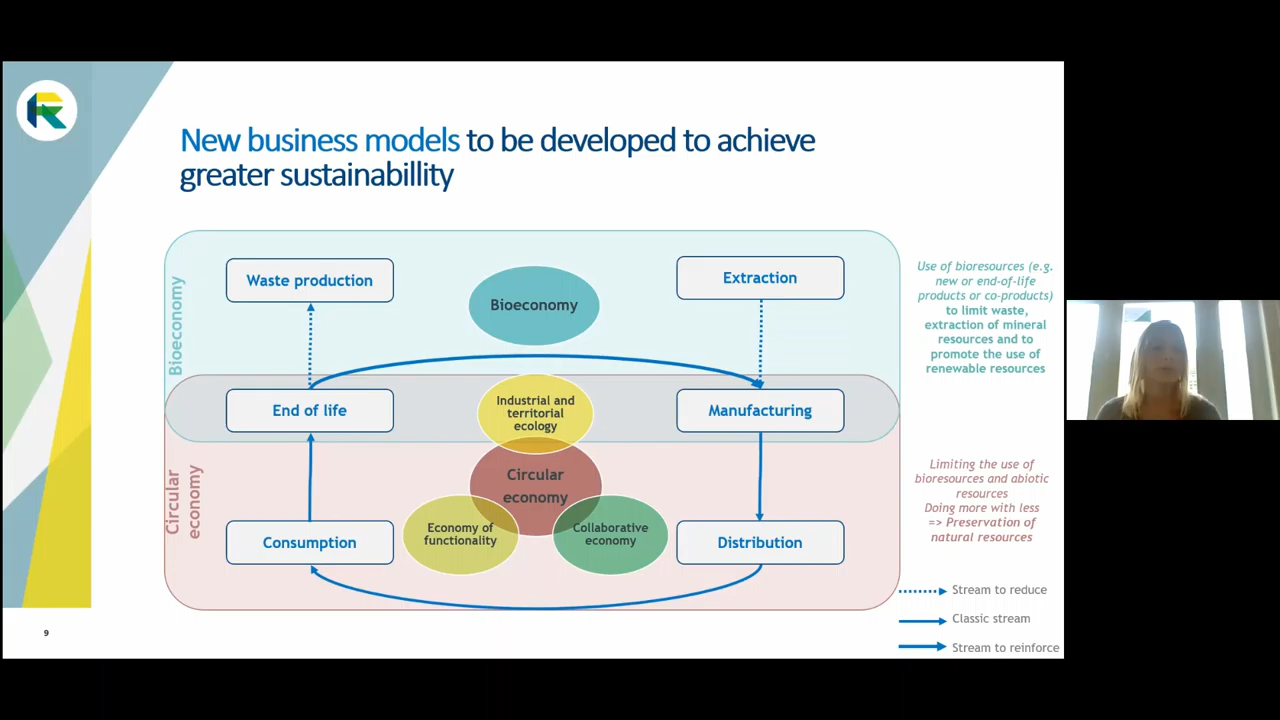 New business models to be developed to achieve
greater sustainabillity
Bioeconomy
Waste production
Bioeconomy
Extraction
Use of bioresources (e.g.
new or end-of-life
products or co-products)
to limit waste,
extraction of mineral
resources and to
promote the use of
renewable resources
End of life
Industrial and
territorial
ecology
Manufacturing
Circular
economy
Circular
economy
Limiting the use of
bioresources and abiotic
resources
Doing more with less
=> Preservation of
natural resources
Consumption
Economy of
functionality
Collaborative
economy
Distribution
Stream to reduce
Classic stream
Stream to reinforce
9